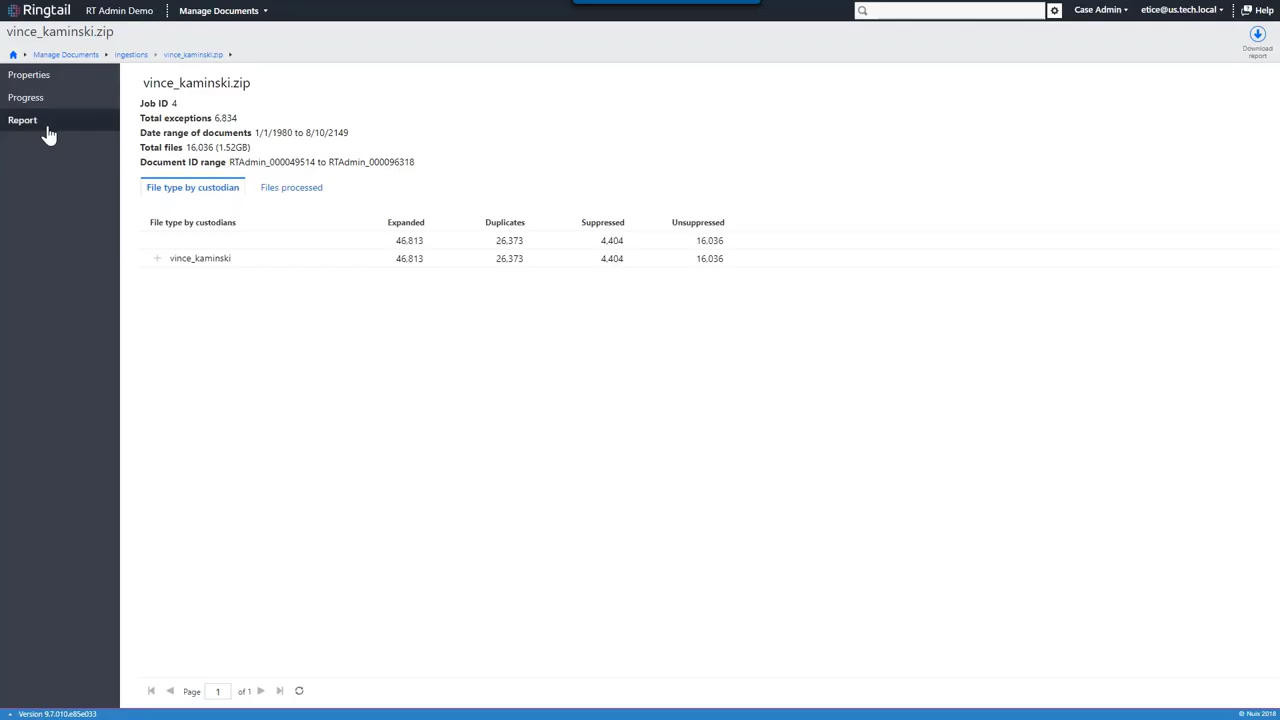 Ringtail RT Admin Demo Manage Documents Case Admin etice@us.tech.local Help
vince_kaminski.zip
Manage Documents Ingestions vince_kaminski.zip
Download report
Properties
Progress
Report
vince_kaminski.zip
Job ID 4
Total exceptions 6,834
Date range of documents 1/1/1980 to 8/10/2149
Total files 16,036 (1.52GB)
Document ID range RTAdmin_000049514 to RTAdmin_000096318
File type by custodian Files processed
File type by custodians Expanded Duplicates Suppressed Unsuppressed
46,813 26,373 4,404 16,036
+ vince_kaminski 46,813 26,373 4,404 16,036
Page 1 of 1
Version 9.7.010.e85e033 © Nuix 2018